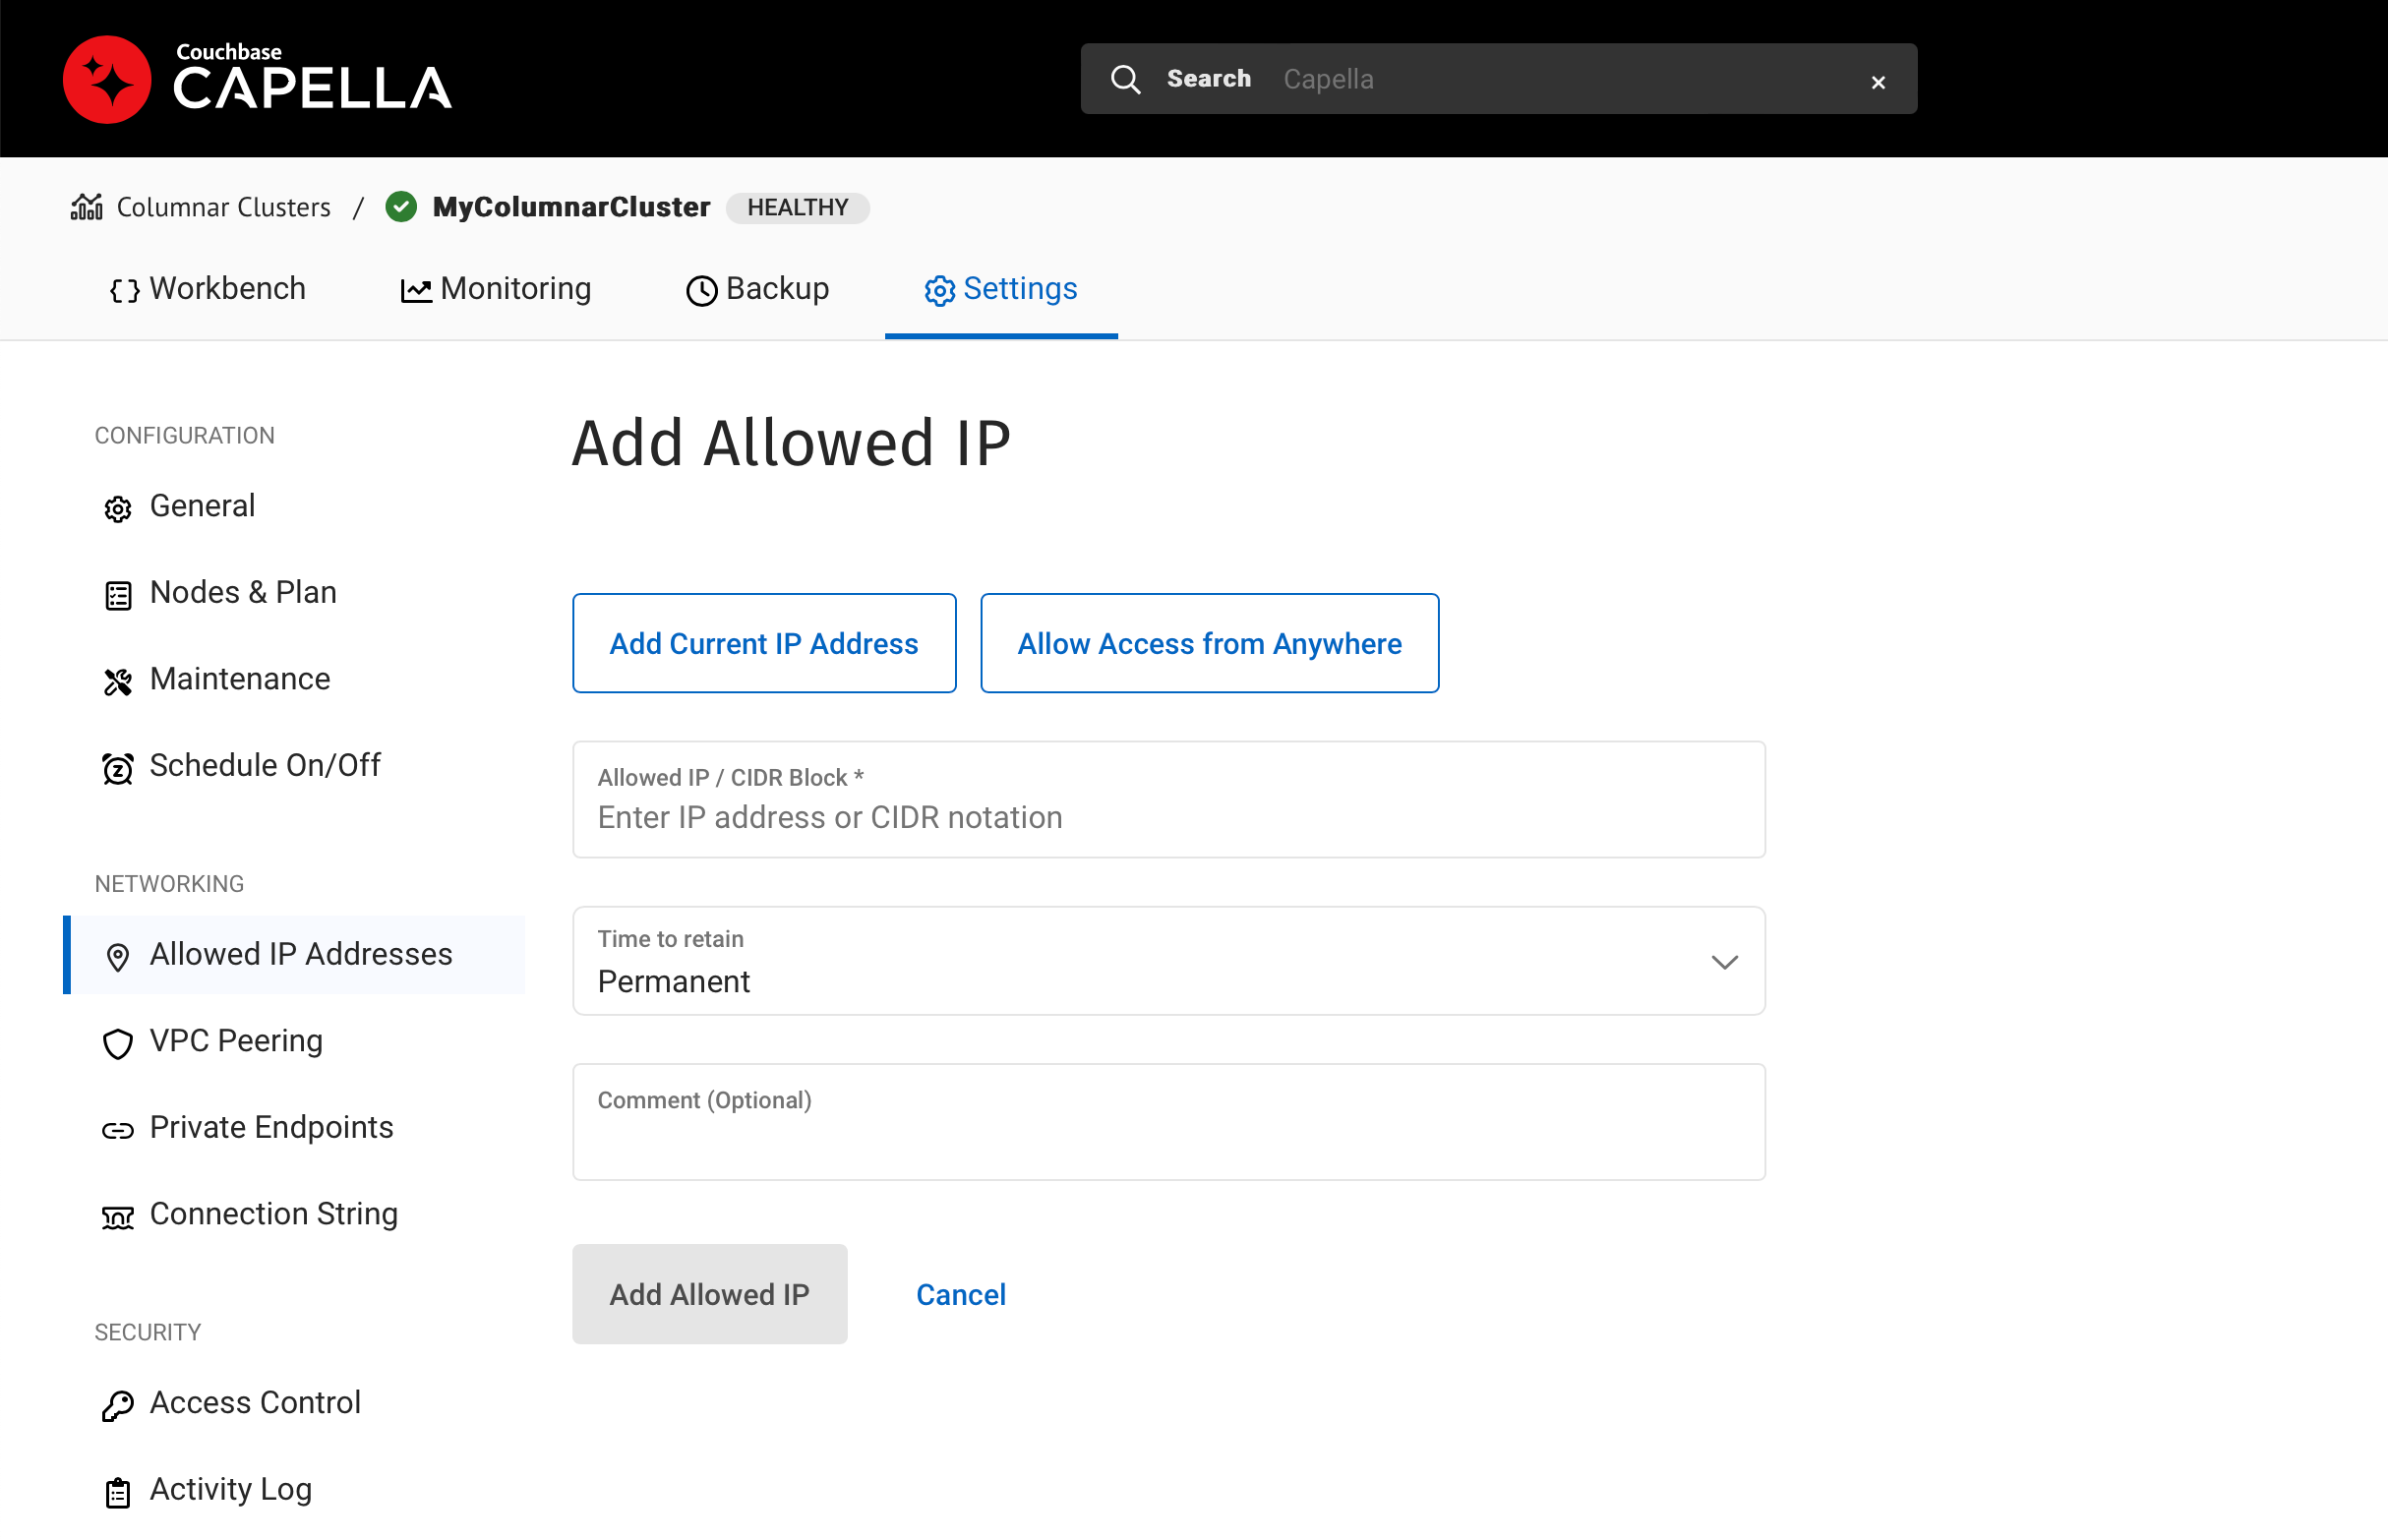 Couchbase
CAPELLA
Search Capella
Columnar Clusters / MyColumnarCluster HEALTHY
Workbench Monitoring Backup Settings
CONFIGURATION
General
Nodes & Plan
Maintenance
Schedule On/Off
NETWORKING
Allowed IP Addresses
VPC Peering
Private Endpoints
Connection String
SECURITY
Access Control
Activity Log
Add Allowed IP
Add Current IP Address Allow Access from Anywhere
Allowed IP / CIDR Block *
Enter IP address or CIDR notation
Time to retain
Permanent
Comment (Optional)
Add Allowed IP Cancel